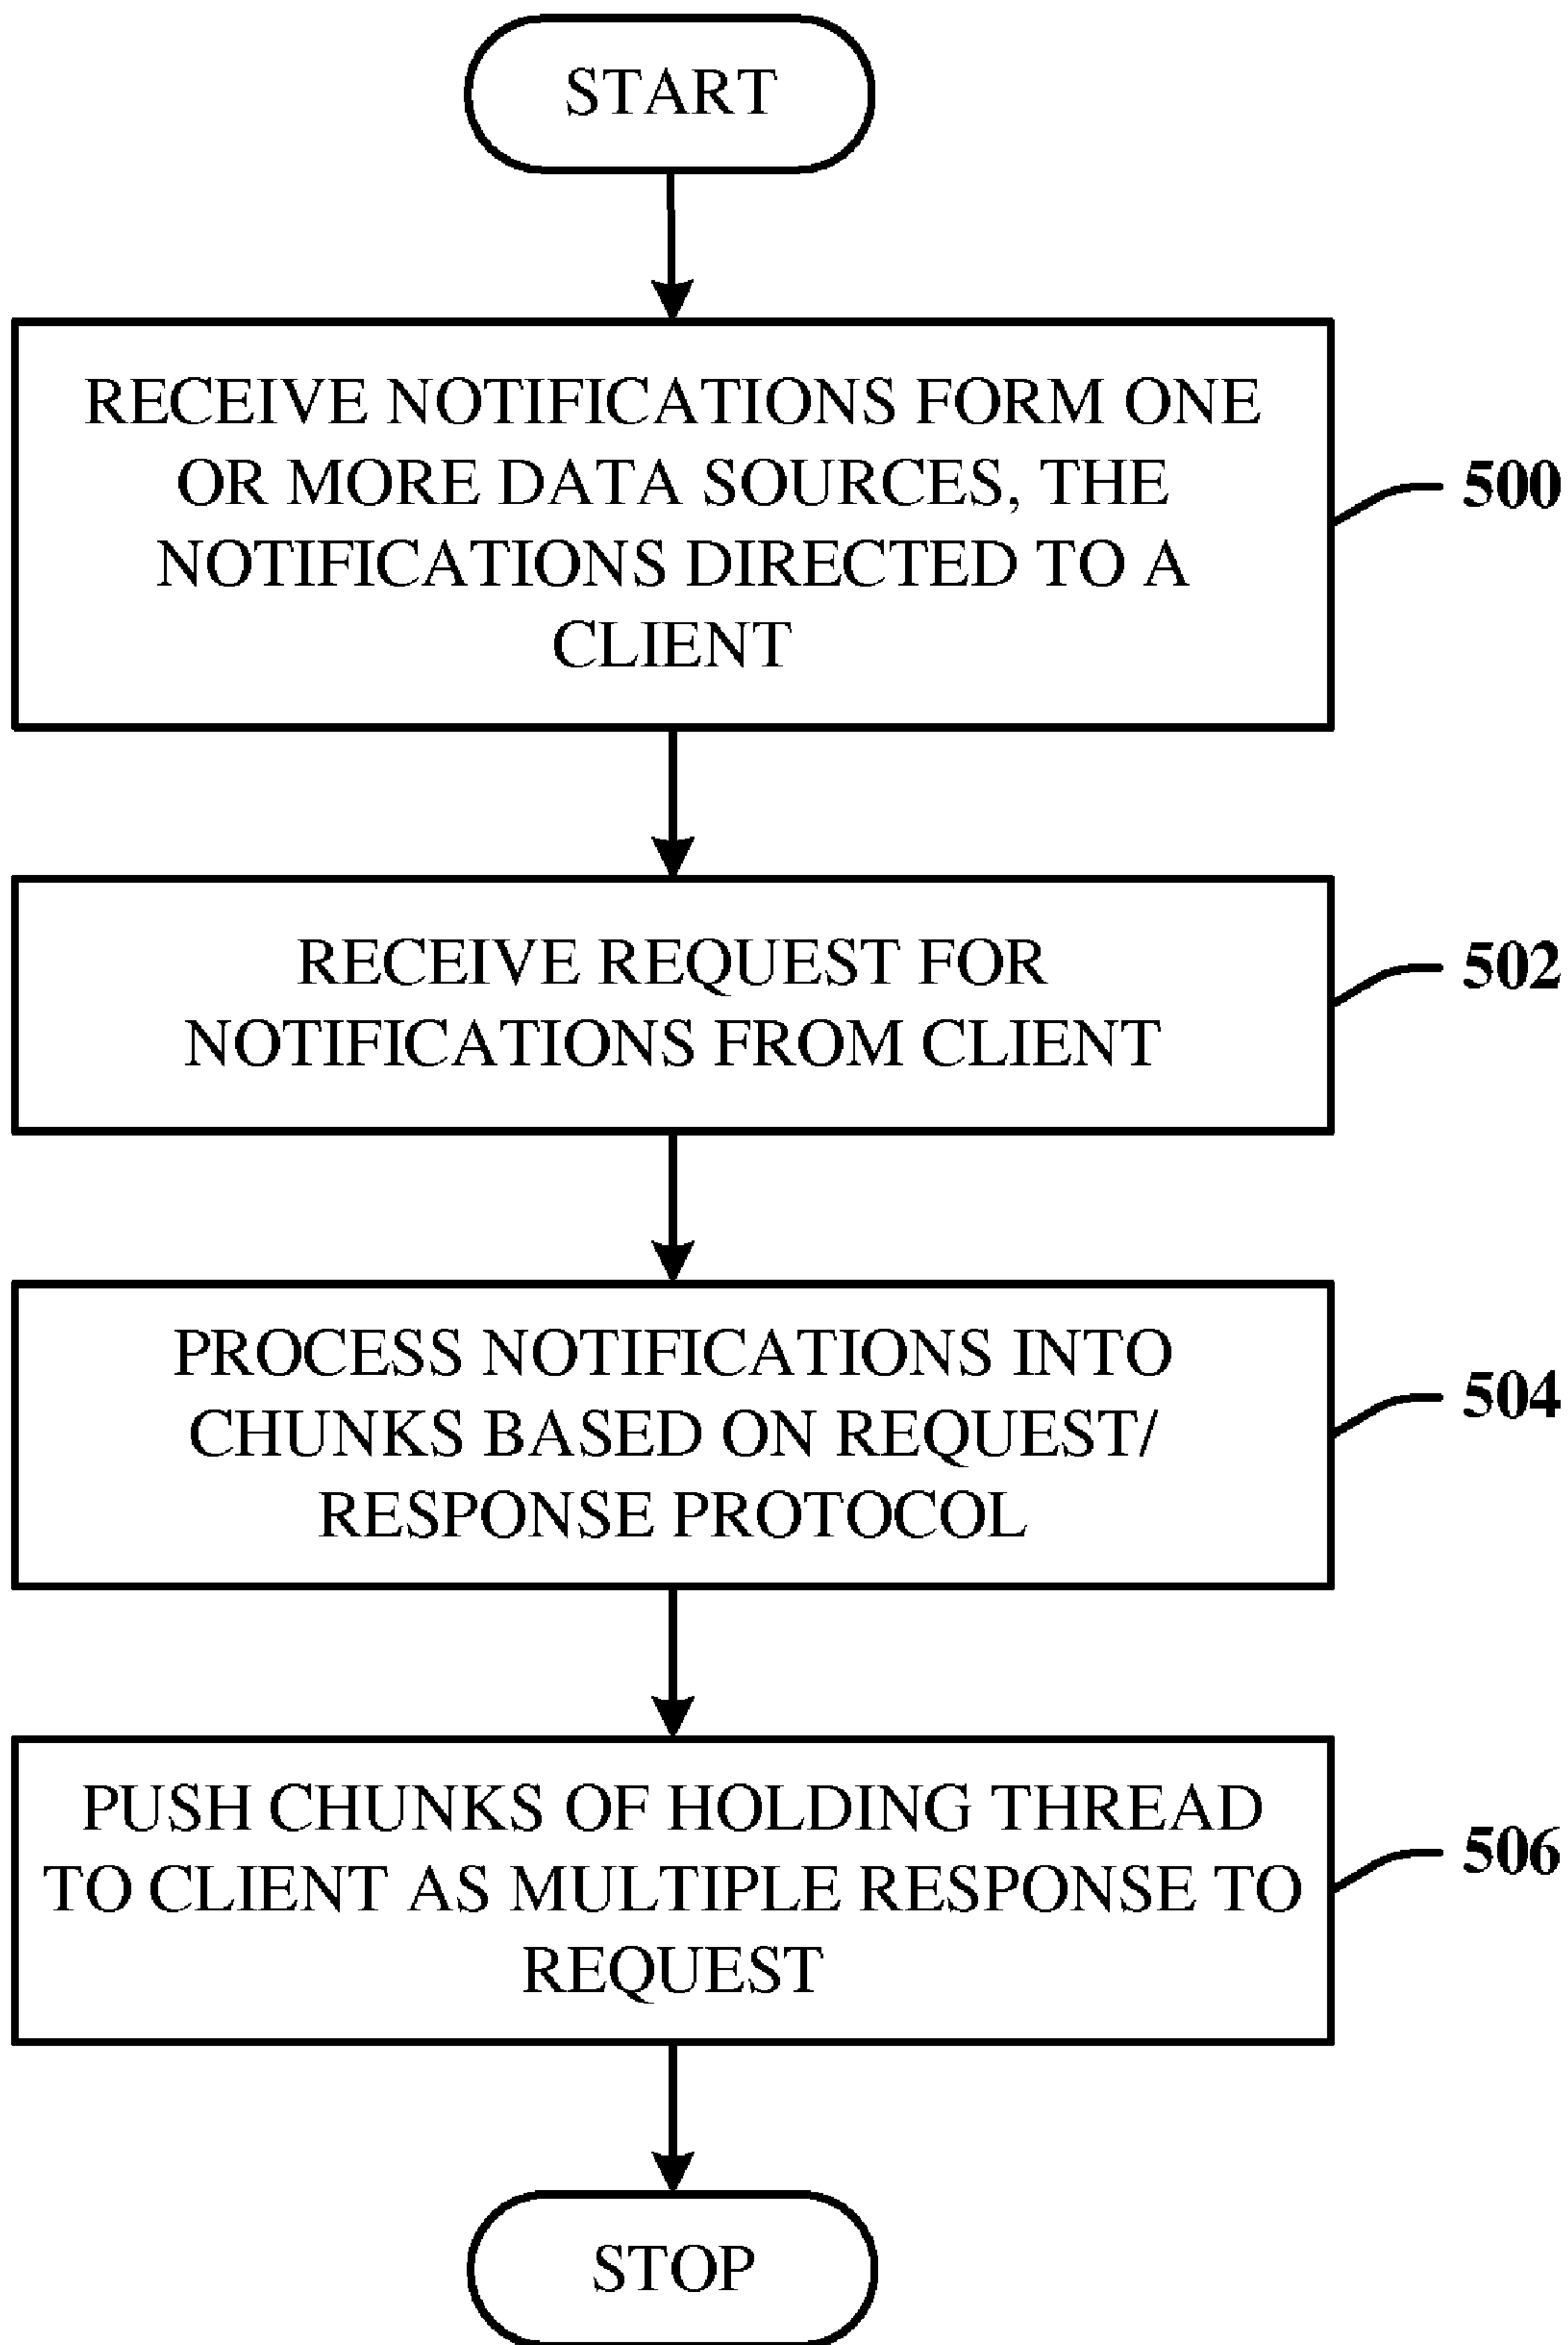 START
RECEIVE NOTIFICATIONS FORM ONE
OR MORE DATA SOURCES, THE
NOTIFICATIONS DIRECTED TO A
CLIENT
500
RECEIVE REQUEST FOR
NOTIFICATIONS FROM CLIENT
502
PROCESS NOTIFICATIONS INTO
CHUNKS BASED ON REQUEST/
RESPONSE PROTOCOL
504
PUSH CHUNKS OF HOLDING THREAD
TO CLIENT AS MULTIPLE RESPONSE TO
REQUEST
506
STOP